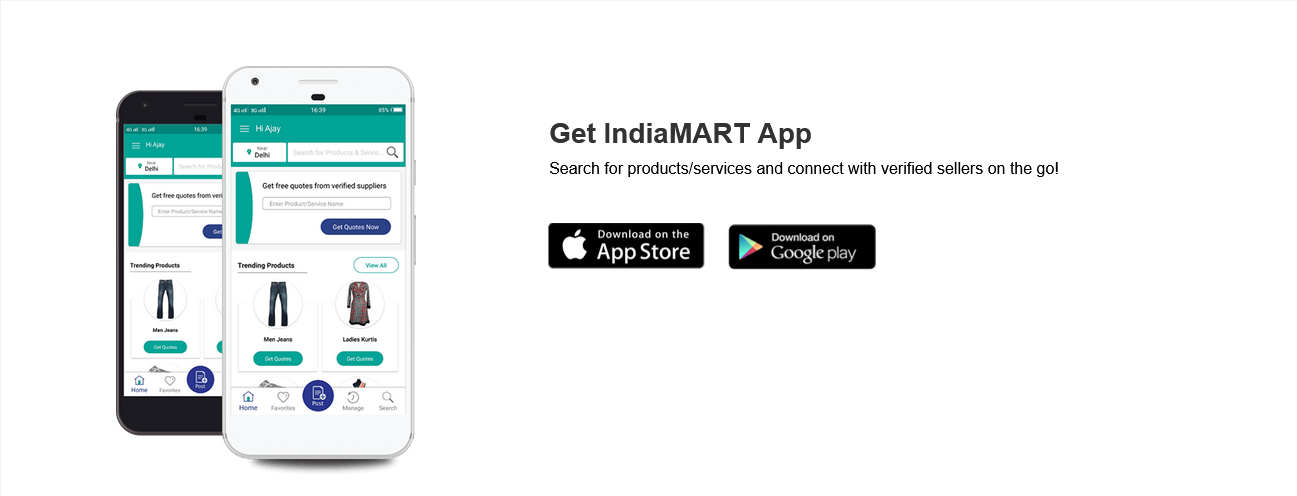 4G 3G 16:39
Hi Ajay
Near
Delhi
Search for Pro
Get free quotes from veri
Enter Product/Service Name
Get
Trending Products
Men Jeans
Get Quotes
Home Favorites Post
4G 3G 16:39 85%
Hi Ajay
Near
Delhi
Search for Products & Servic
Get free quotes from verified suppliers
Enter Product/Service Name
Get Quotes Now
Trending Products View All
Men Jeans Ladies Kurtis
Get Quotes Get Quotes
Home Favorites Post Manage Search
Get IndiaMART App
Search for products/services and connect with verified sellers on the go!
Download on the
App Store
Download on
Google play